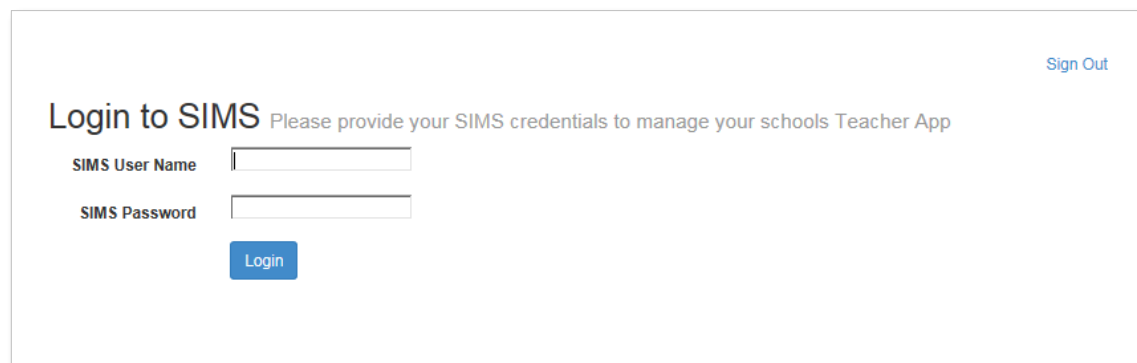 Sign Out
Login to SIMS Please provide your SIMS credentials to manage your schools Teacher App
SIMS User Name
SIMS Password
Login